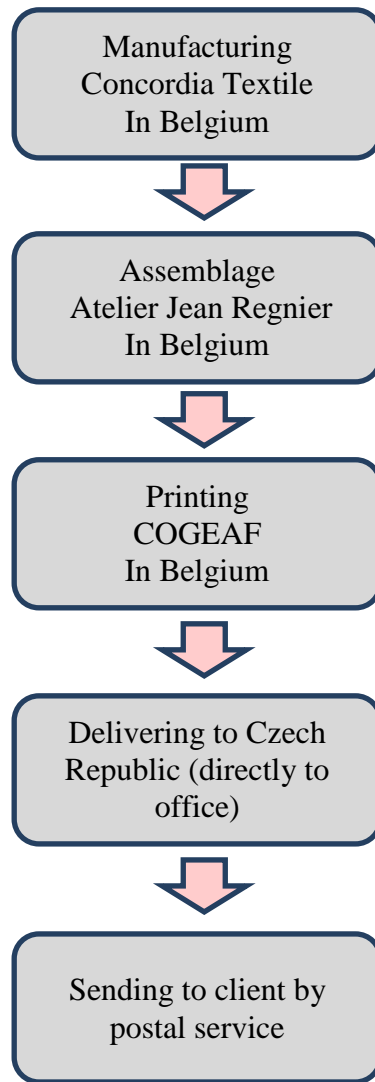 Manufacturing
Concordia Textile
In Belgium
Assemblage
Atelier Jean Regnier
In Belgium
Printing
COGEAF
In Belgium
Delivering to Czech
Republic (directly to
office)
Sending to client by
postal service